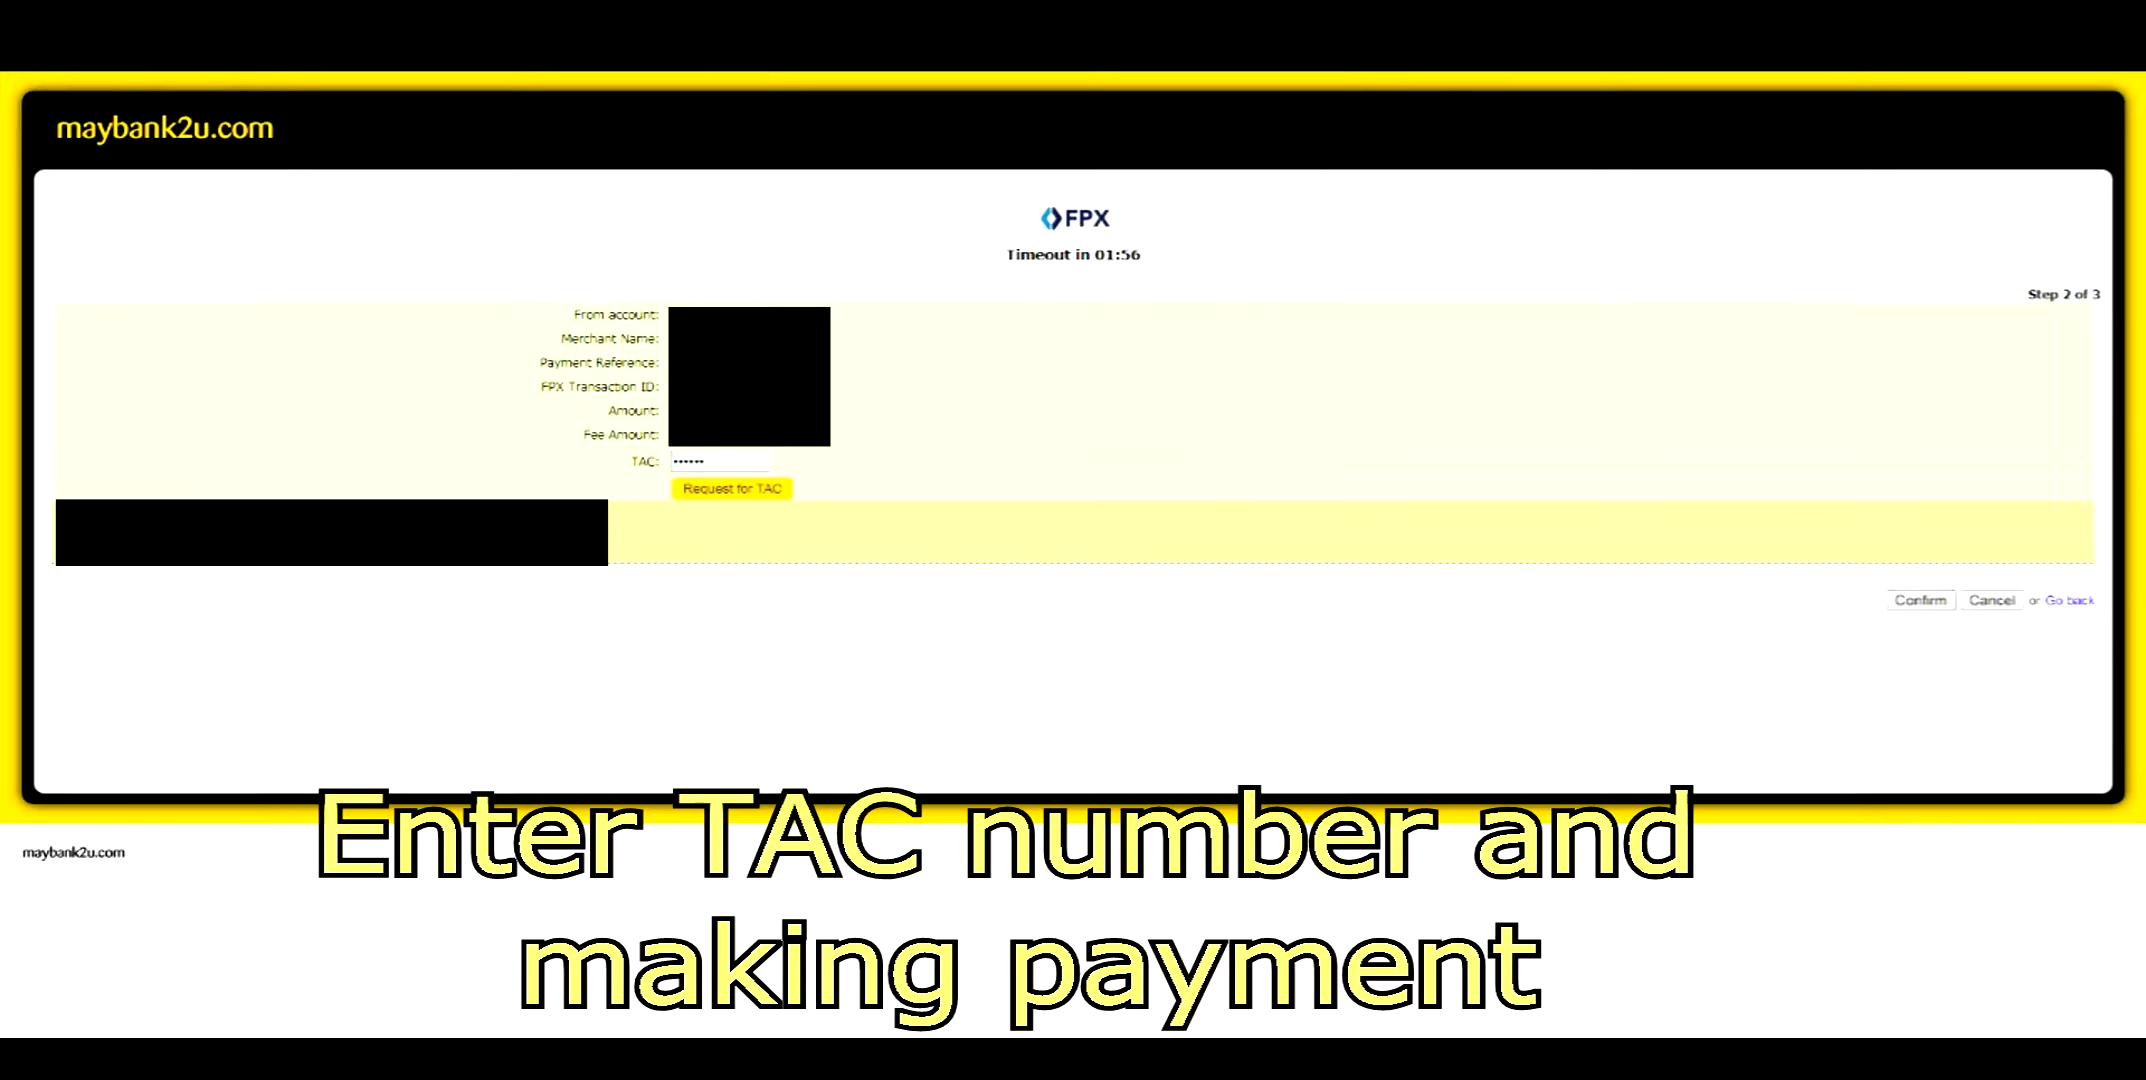 maybank2u.com
FPX
Timeout in 01:56
Step 2 of 3
From account:
Merchant Name:
Payment Reference:
FPX Transaction ID:
Amount:
Fee Amount:
TAC: ••••••
Request for TAC
Confirm Cancel or Go back
Enter TAC number and
maybank2u.com
making payment